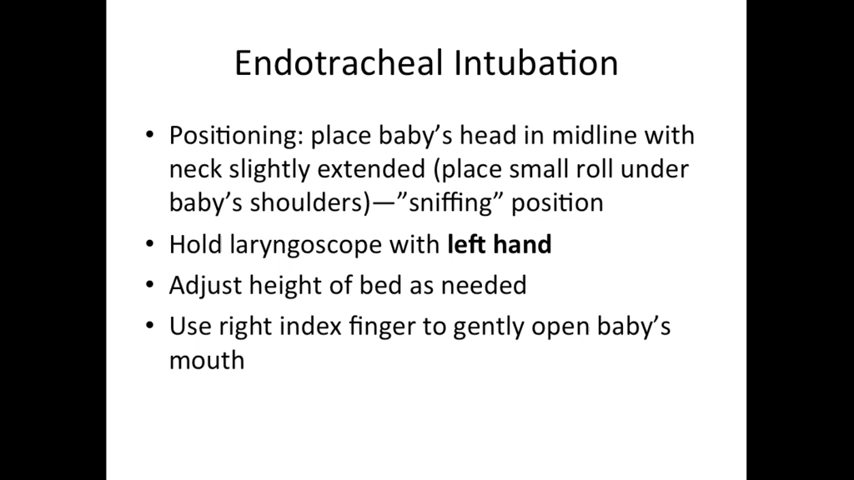 Endotracheal Intubation
• Positioning: place baby’s head in midline with
neck slightly extended (place small roll under
baby’s shoulders)—”sniffing” position
• Hold laryngoscope with left hand
• Adjust height of bed as needed
• Use right index finger to gently open baby’s
mouth